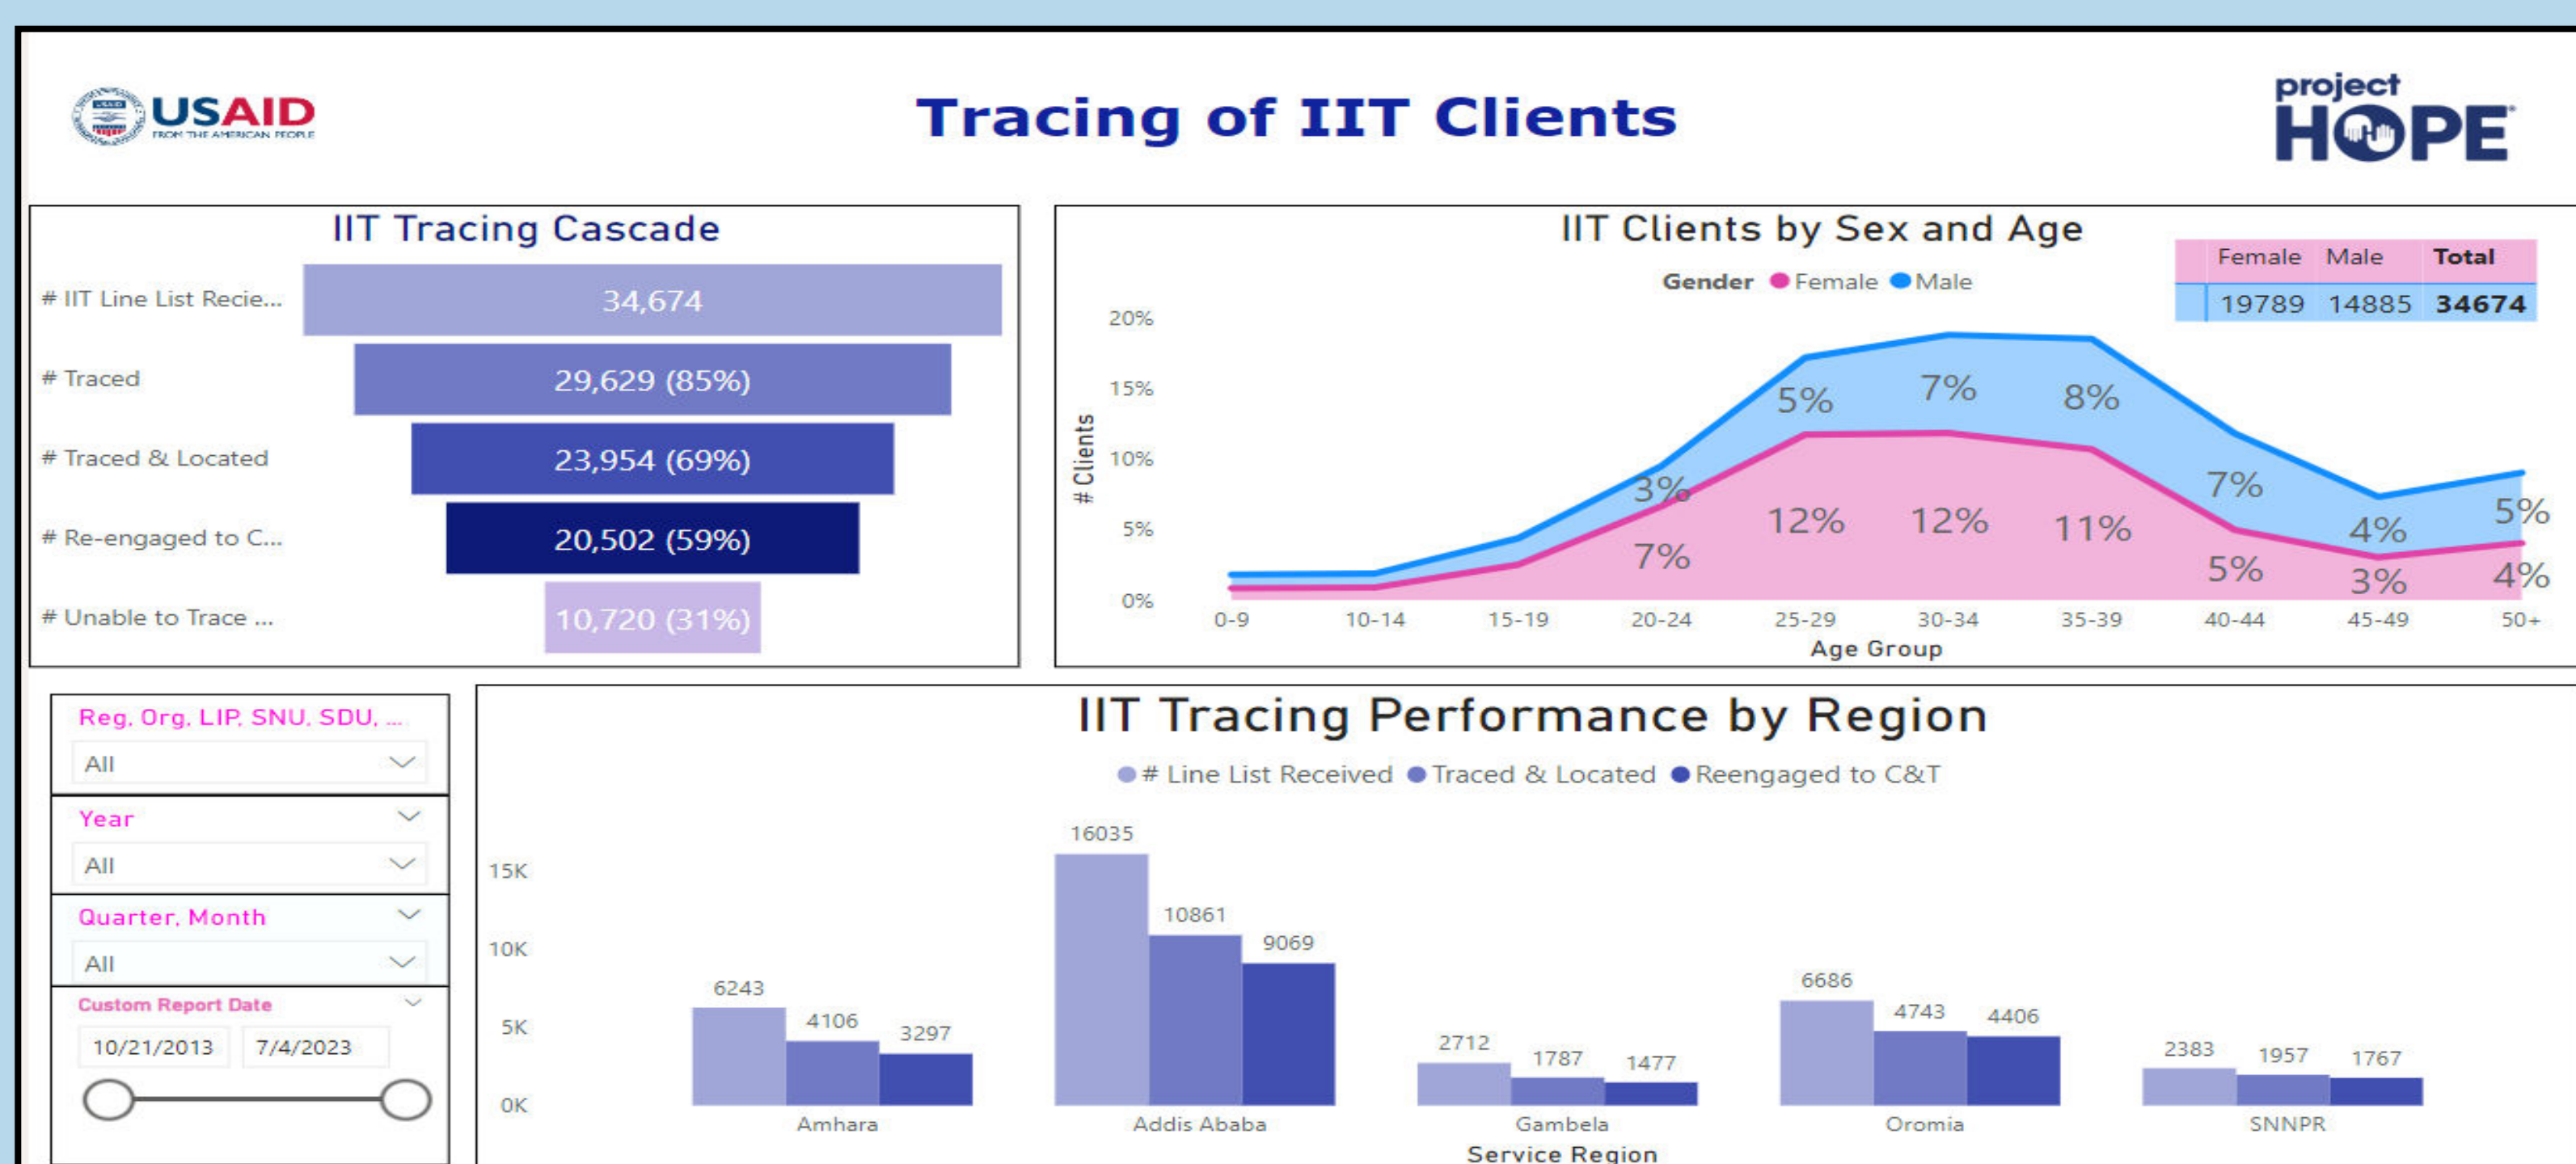 USAID
FROM THE AMERICAN PEOPLE
Tracing of IIT Clients
project
HOPE
IIT Tracing Cascade
# IIT Line List Recie...
34,674
# Traced
29,629 (85%)
# Traced & Located
23,954 (69%)
# Re-engaged to C...
20,502 (59%)
# Unable to Trace ...
10,720 (31%)
IIT Clients by Sex and Age
Gender Female Male
Female Male Total
19789 14885 34674
# Clients
20%
15%
10%
5%
0%
3% 5% 7% 8% 7% 4% 5%
7% 12% 12% 11% 5% 3% 4%
0-9 10-14 15-19 20-24 25-29 30-34 35-39 40-44 45-49 50+
Age Group
Reg, Org, LIP, SNU, SDU, ...
All
Year
All
Quarter, Month
All
Custom Report Date
10/21/2013 7/4/2023
IIT Tracing Performance by Region
# Line List Received Traced & Located Reengaged to C&T
15K
10K
5K
0K
6243 4106 3297
16035 10861 9069
2712 1787 1477
6686 4743 4406
2383 1957 1767
Amhara Addis Ababa Gambela Oromia SNNPR
Service Region